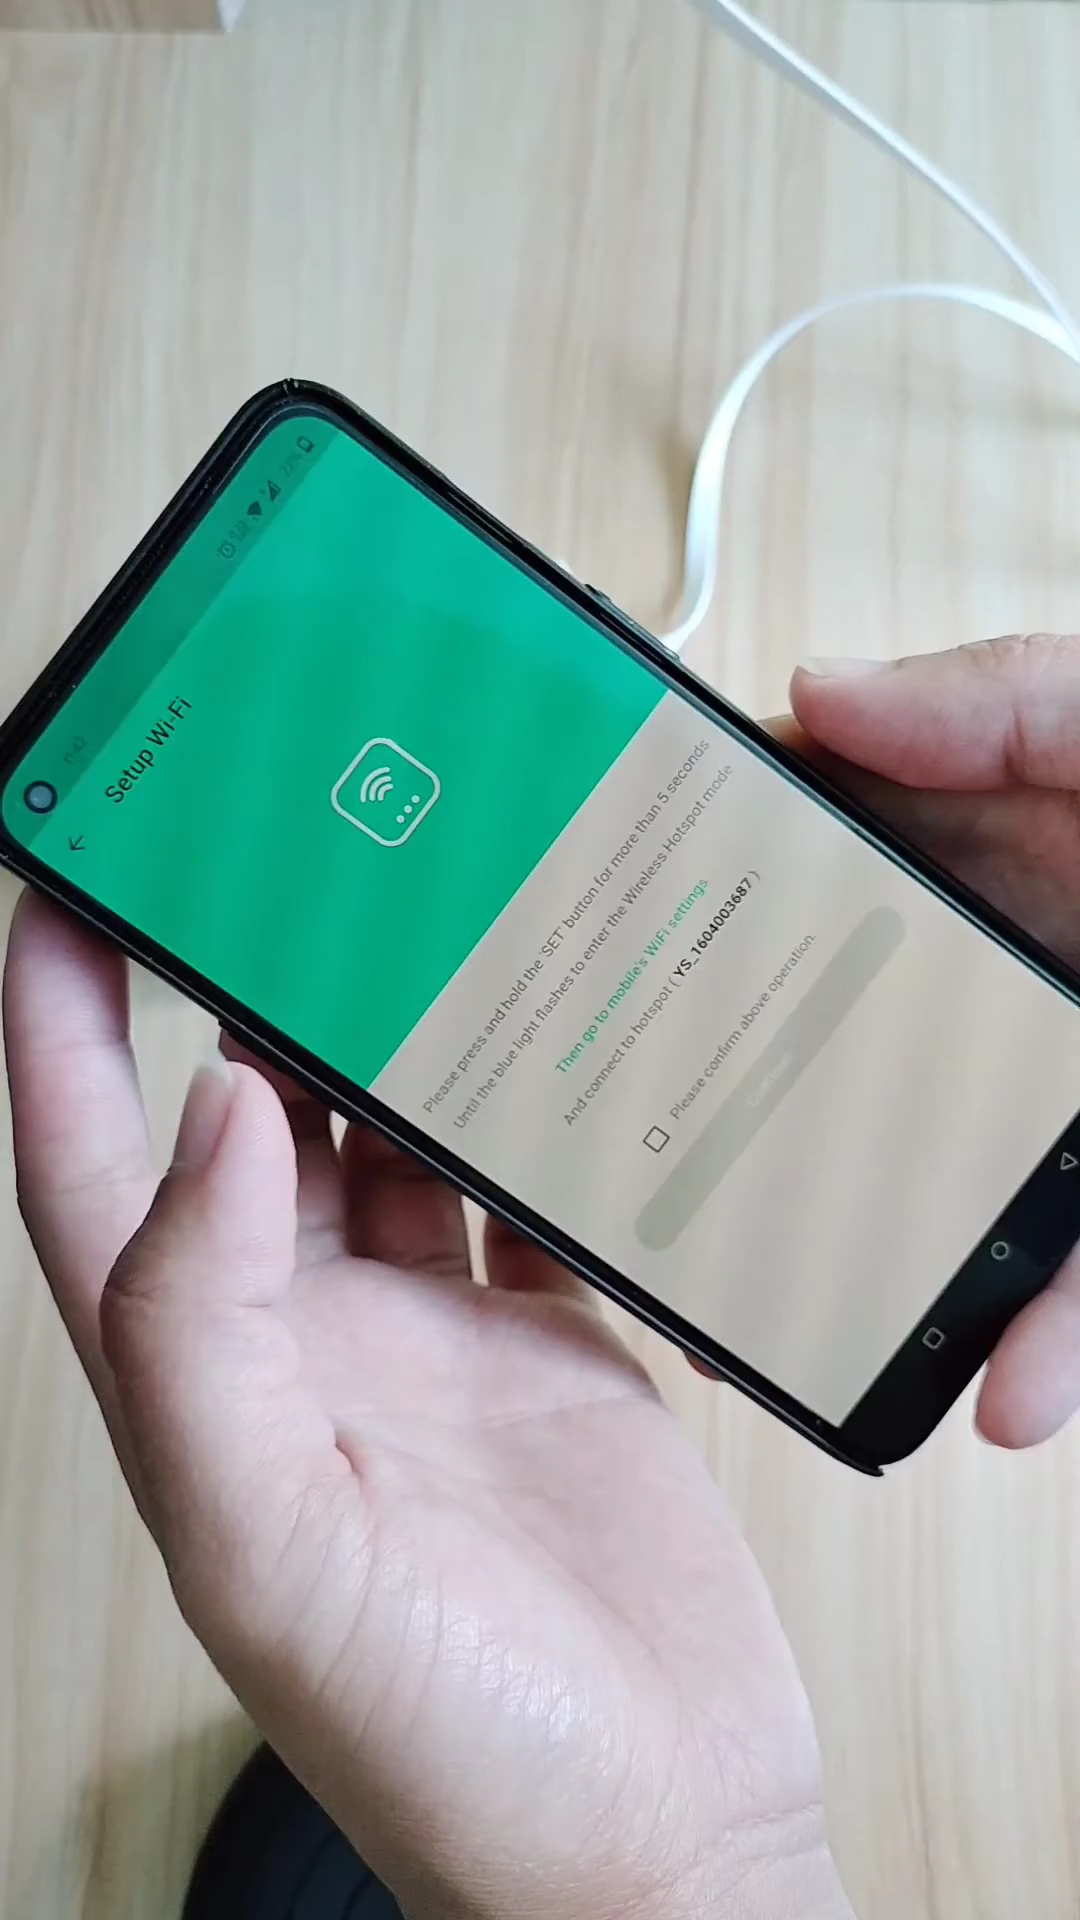 11:42
Setup Wi-Fi
Please press and hold the 'SET' button for more than 5 seconds
Until the blue light flashes to enter the Wireless Hotspot mode
Then go to mobile's WiFi settings
And connect to hotspot ( YS_1604003687 )
Please confirm above operation.